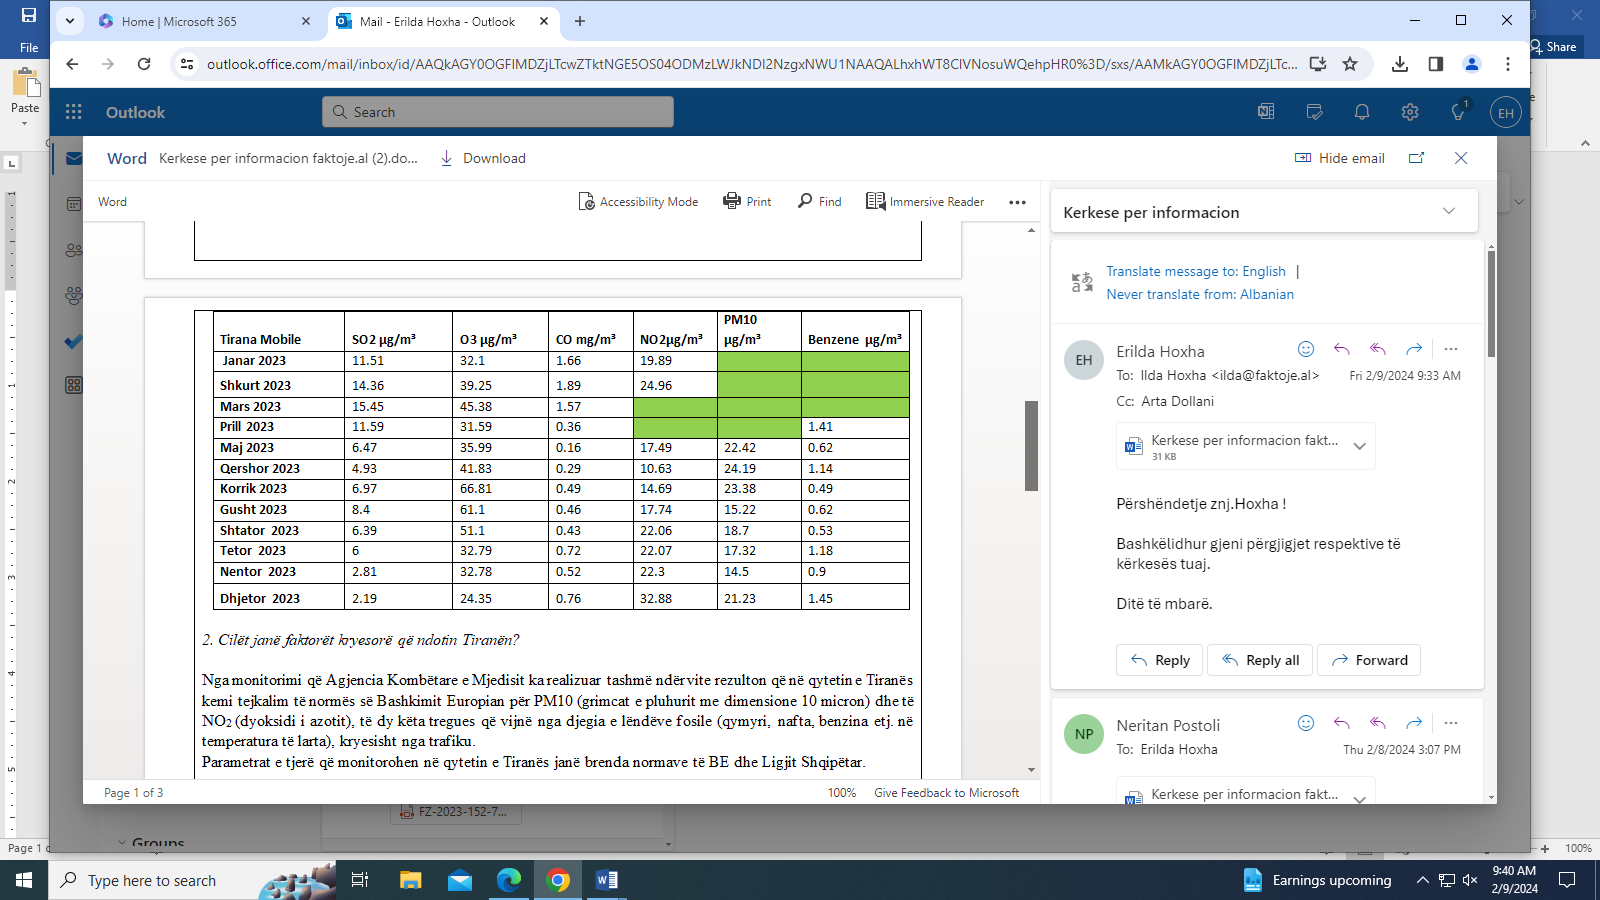 Home | Microsoft 365
Mail - Erilda Hoxha - Outlook
File
Share
outlook.office.com/mail/inbox/id/AAQkAGY0OGFlMDZjLTcwZTktNGE5OS04ODMzLWJkNDI2NzgxNWU1NAAQALhxhWT8ClVNosuWQehpHR0%3D/sxs/AAMkAGY0OGFlMDZjLTc...
Paste
Outlook
Search
1
EH
Word Kerkese per informacion faktoje.al (2).do...
Download
Hide email
Word
Accessibility Mode
Print
Find
Immersive Reader
Kerkese per informacion
Tirana Mobile SO2 µg/m³ O3 µg/m³ CO mg/m³ NO2µg/m³ PM10 µg/m³ Benzene µg/m³
Janar 2023 11.51 32.1 1.66 19.89
Shkurt 2023 14.36 39.25 1.89 24.96
Mars 2023 15.45 45.38 1.57
Prill 2023 11.59 31.59 0.36 1.41
Maj 2023 6.47 35.99 0.16 17.49 22.42 0.62
Qershor 2023 4.93 41.83 0.29 10.63 24.19 1.14
Korrik 2023 6.97 66.81 0.49 14.69 23.38 0.49
Gusht 2023 8.4 61.1 0.46 17.74 15.22 0.62
Shtator 2023 6.39 51.1 0.43 22.06 18.7 0.53
Tetor 2023 6 32.79 0.72 22.07 17.32 1.18
Nentor 2023 2.81 32.78 0.52 22.3 14.5 0.9
Dhjetor 2023 2.19 24.35 0.76 32.88 21.23 1.45
2. Cilët janë faktorët kryesorë që ndotin Tiranën?
Nga monitorimi që Agjencia Kombëtare e Mjedisit ka realizuar tashmë ndër vite rezulton që në qytetin e Tiranës
kemi tejkalim të normës së Bashkimit Europian për PM10 (grimcat e pluhurit me dimensione 10 micron) dhe të
NO₂ (dyoksidi i azotit), të dy këta tregues që vijnë nga djegia e lëndëve fosile (qymyri, nafta, benzina etj. në
temperatura të larta), kryesisht nga trafiku.
Parametrat e tjerë që monitorohen në qytetin e Tiranës janë brenda normave të BE dhe Ligjit Shqipëtar.
Page 1 of 3
100%
Give Feedback to Microsoft
Translate message to: English |
Never translate from: Albanian
EH
Erilda Hoxha
To: Ilda Hoxha <ilda@faktoje.al>
Fri 2/9/2024 9:33 AM
Cc: Arta Dollani
Kerkese per informacion fakt...
31 KB
Përshëndetje znj.Hoxha !
Bashkëlidhur gjeni përgjigjet respektive të
kërkesës tuaj.
Ditë të mbarë.
Reply
Reply all
Forward
NP
Neritan Postoli
To: Erilda Hoxha
Thu 2/8/2024 3:07 PM
Kerkese per informacion fakt...
FZ-2023-152-7...
Groups
Page 1
100%
Type here to search
Earnings upcoming
9:40 AM
2/9/2024